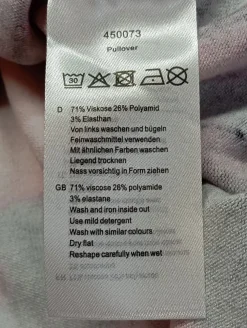 450073
Pullover
30
D 71% Viskose 26% Polyamid
3% Elasthan
Von links waschen und bügeln
Feinwaschmittel verwenden
Mit ähnlichen Farben waschen
Liegend trocknen
Nass vorsichtig in Form ziehen
GB 71% viscose 26% polyamide
3% elastane
Wash and iron inside out
Use mild detergent
Wash with similar colours
Dry flat
Reshape carefully when wet